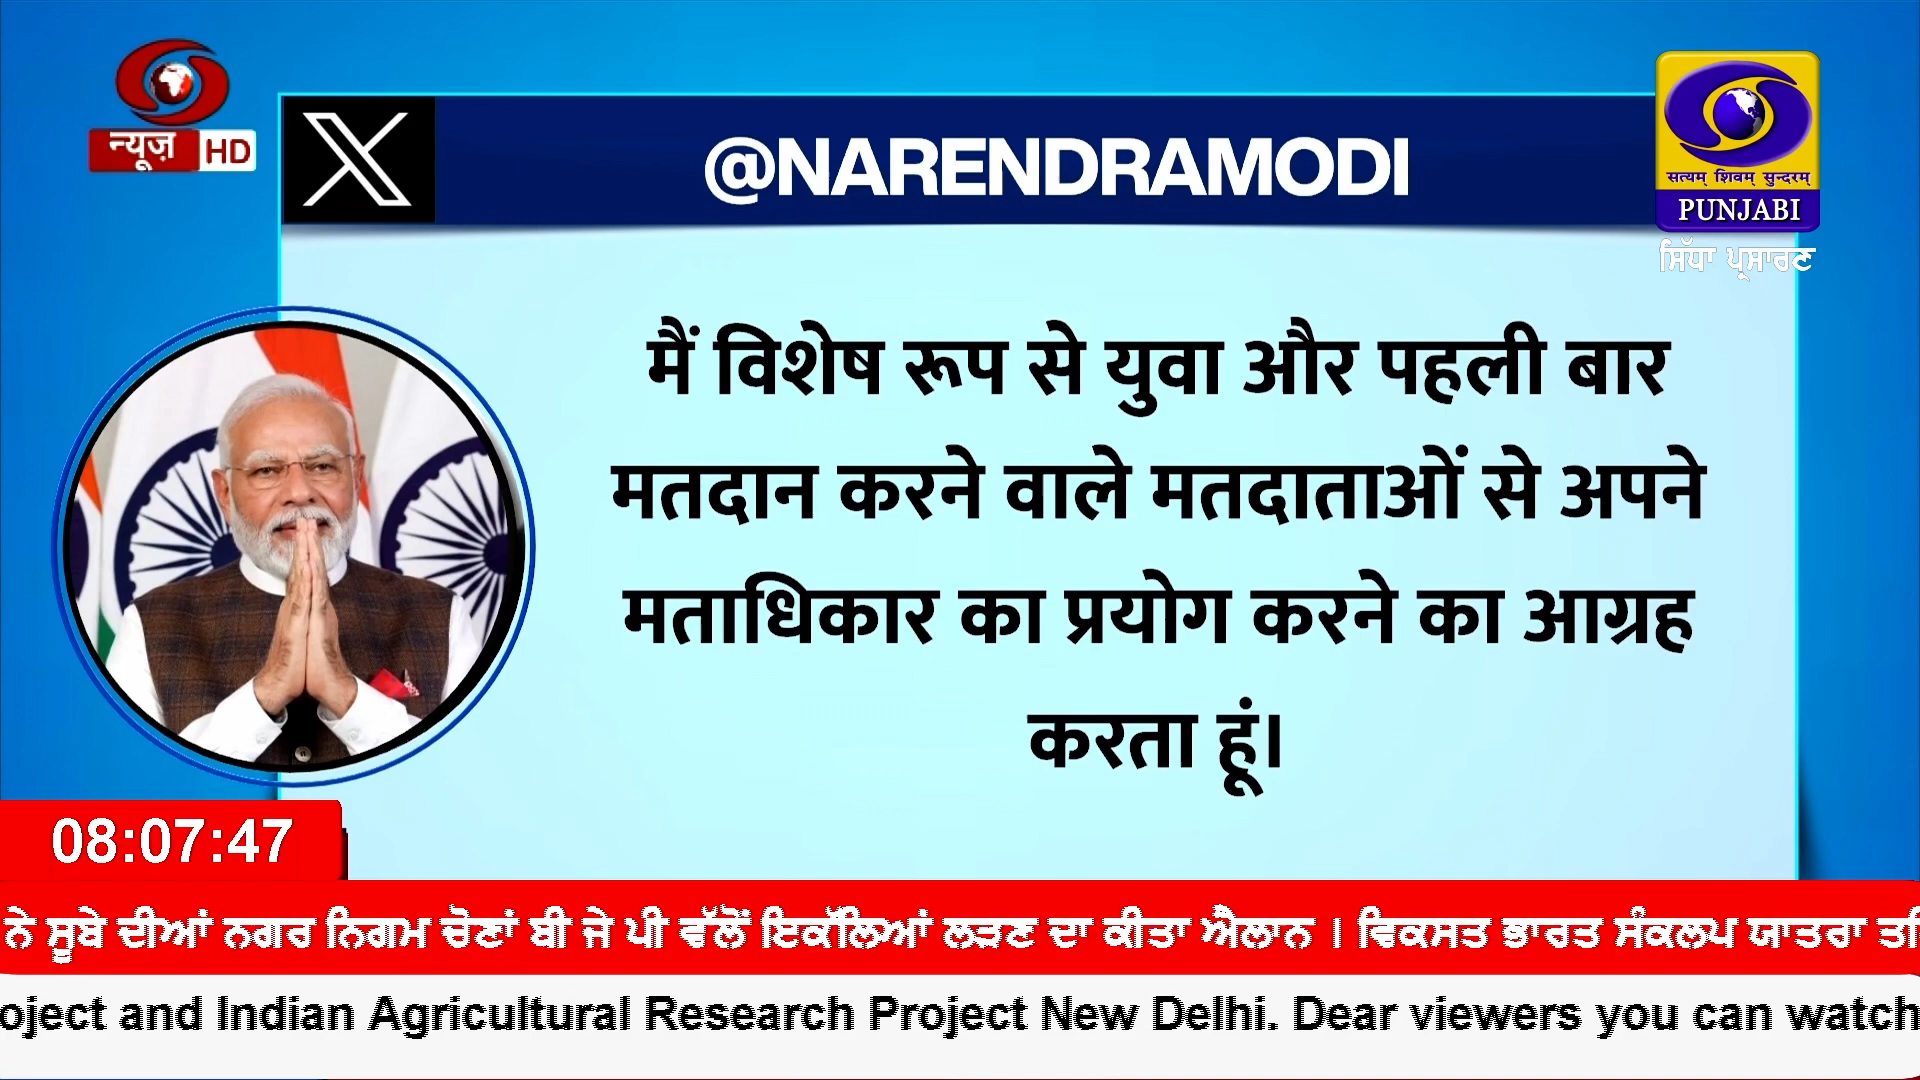 न्यूज़ HD
@NARENDRAMODI
सत्यम् शिवम् सुन्दरम्
PUNJABI
ਸਿੱਧਾ ਪ੍ਰਸਾਰਣ
मैं विशेष रूप से युवा और पहली बार
मतदान करने वाले मतदाताओं से अपने
मताधिकार का प्रयोग करने का आग्रह
करता हूं।
08:07:47
ਨੇ ਸੂਬੇ ਦੀਆਂ ਨਗਰ ਨਿਗਮ ਚੋਣਾਂ ਬੀ ਜੇ ਪੀ ਵੱਲੋਂ ਇਕੱਲਿਆਂ ਲੜਣ ਦਾ ਕੀਤਾ ਐਲਾਨ । ਵਿਕਸਤ ਭਾਰਤ ਸੰਕਲਪ ਯਾਤਰਾ
oject and Indian Agricultural Research Project New Delhi. Dear viewers you can watch